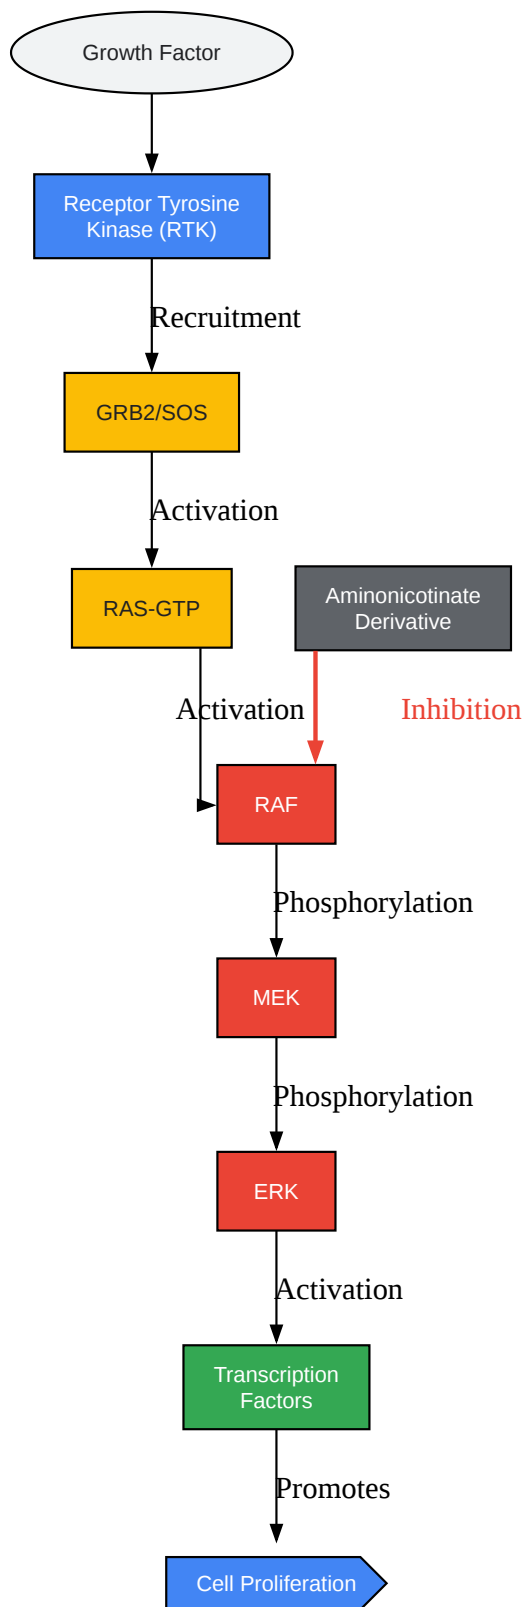 Growth Factor
Receptor Tyrosine
Kinase (RTK)
Recruitment
GRB2/SOS
Activation
RAS-GTP
Aminonicotinate
Derivative
Activation
Inhibition
RAF
Phosphorylation
MEK
Phosphorylation
ERK
Activation
Transcription
Factors
Promotes
Cell Proliferation